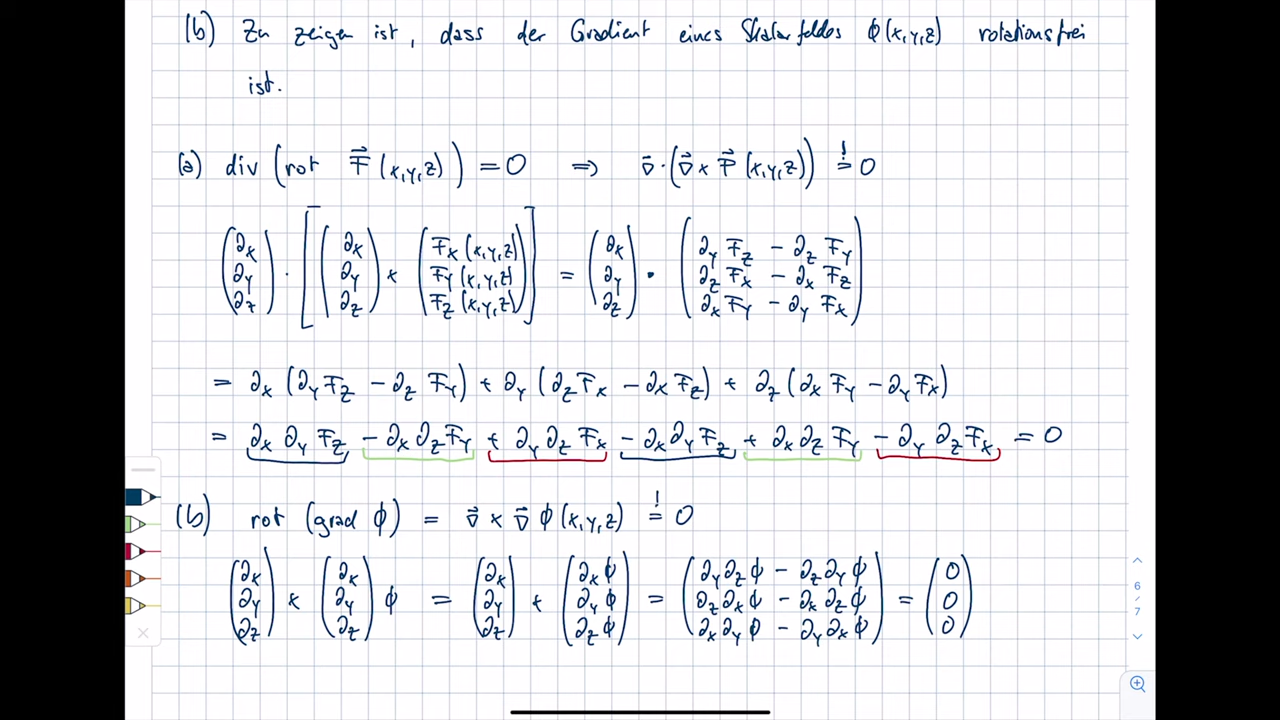 (b) Zu zeigen ist, dass der Gradient eines Skalarfeldes ϕ(x,y,z) rotationsfrei
ist.
(a) div (rot F⃗ (x,y,z)) = 0 ⇒ ∇⃗·(∇⃗ × F⃗ (x,y,z)) =! 0
(∂x ∂y ∂z) · [(∂x ∂y ∂z) × (Fx (x,y,z) Fy (x,y,z) Fz (x,y,z))] = (∂x ∂y ∂z) · (∂y Fz − ∂z Fy ∂z Fx − ∂x Fz ∂x Fy − ∂y Fx)
= ∂x (∂y Fz − ∂z Fy) + ∂y (∂z Fx − ∂x Fz) + ∂z (∂x Fy − ∂y Fx)
= ∂x ∂y Fz − ∂x ∂z Fy + ∂y ∂z Fx − ∂x ∂y Fz + ∂x ∂z Fy − ∂y ∂z Fx = 0
(b) rot (grad ϕ) = ∇⃗ × ∇⃗ ϕ(x,y,z) =! 0
(∂x ∂y ∂z) × (∂x ∂y ∂z) ϕ = (∂x ∂y ∂z) × (∂x ϕ ∂y ϕ ∂z ϕ) = (∂y ∂z ϕ − ∂z ∂y ϕ ∂z ∂x ϕ − ∂x ∂z ϕ ∂x ∂y ϕ − ∂y ∂x ϕ) = (0 0 0)
6
/
7